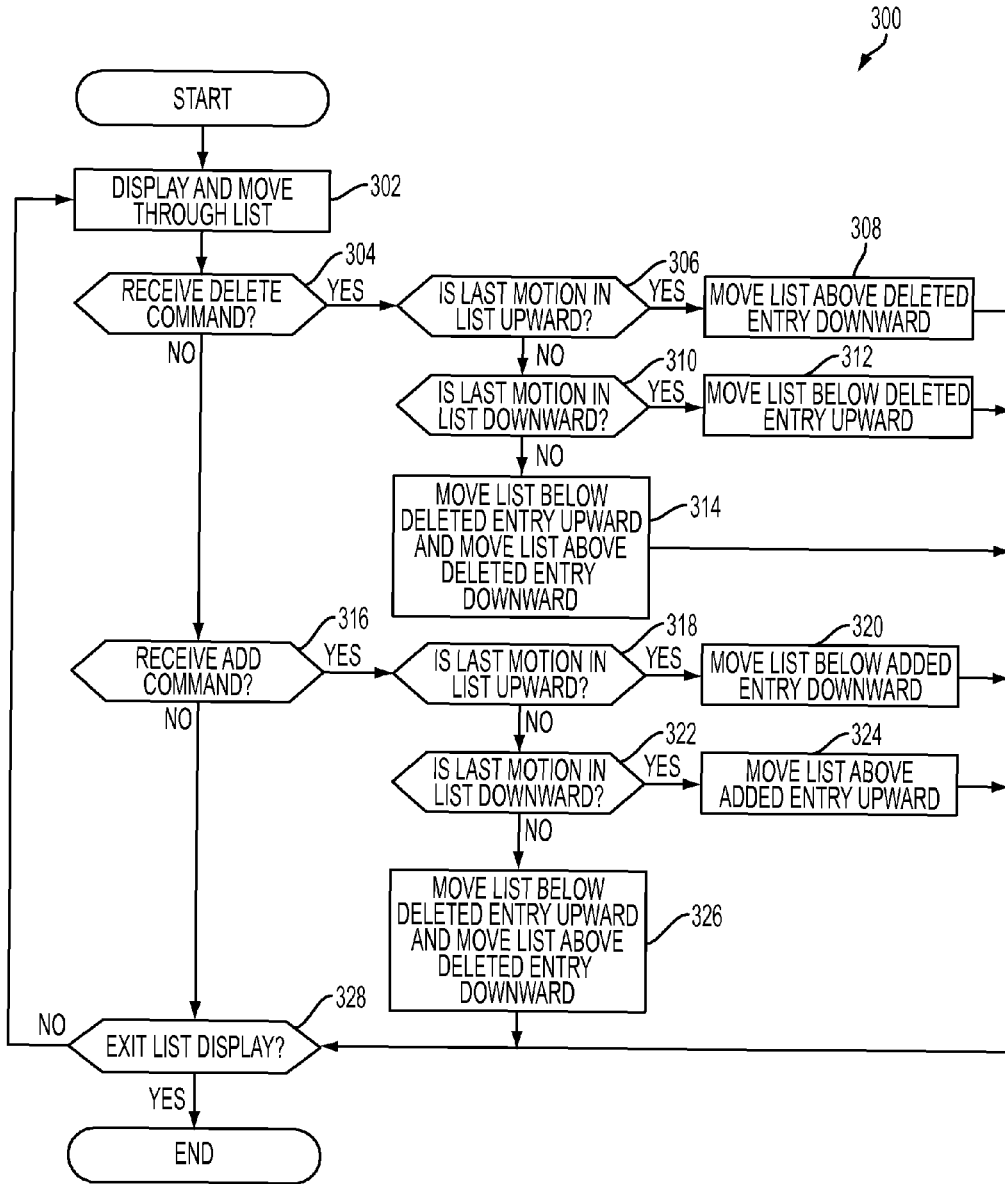 300
START
DISPLAY AND MOVE
THROUGH LIST
302
RECEIVE DELETE
COMMAND?
304
YES
NO
IS LAST MOTION IN
LIST UPWARD?
306
YES
NO
308
MOVE LIST ABOVE DELETED
ENTRY DOWNWARD
310
IS LAST MOTION IN
LIST DOWNWARD?
YES
NO
312
MOVE LIST BELOW DELETED
ENTRY UPWARD
MOVE LIST BELOW
DELETED ENTRY UPWARD
AND MOVE LIST ABOVE
DELETED ENTRY
DOWNWARD
314
316
RECEIVE ADD
COMMAND?
YES
NO
318
IS LAST MOTION IN
LIST UPWARD?
YES
NO
320
MOVE LIST BELOW ADDED
ENTRY DOWNWARD
322
IS LAST MOTION IN
LIST DOWNWARD?
YES
NO
324
MOVE LIST ABOVE
ADDED ENTRY UPWARD
MOVE LIST BELOW
DELETED ENTRY UPWARD
AND MOVE LIST ABOVE
DELETED ENTRY
DOWNWARD
326
328
NO
EXIT LIST DISPLAY?
YES
END